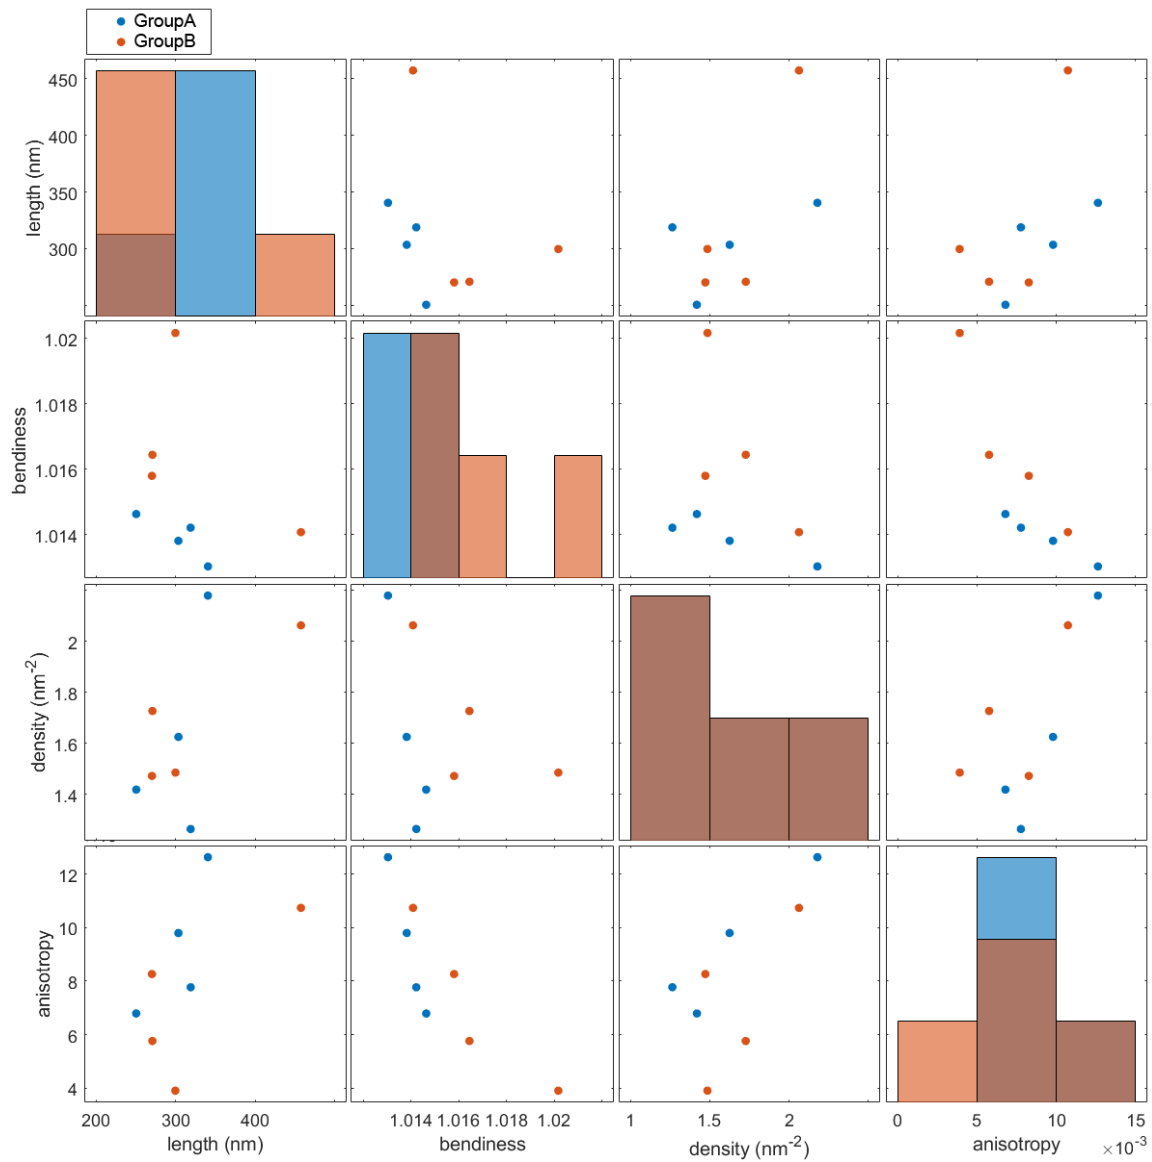 GroupA
GroupB
length (nm)
450
400
350
300
bendiness
1.02
1.018
1.016
1.014
density (nm⁻²)
2
1.8
1.6
1.4
anisotropy
12
10
8
6
4
200 300 400
1.014 1.016 1.018 1.02
1 1.5 2
0 5 10 15
length (nm)
bendiness
density (nm⁻²)
anisotropy
×10⁻³